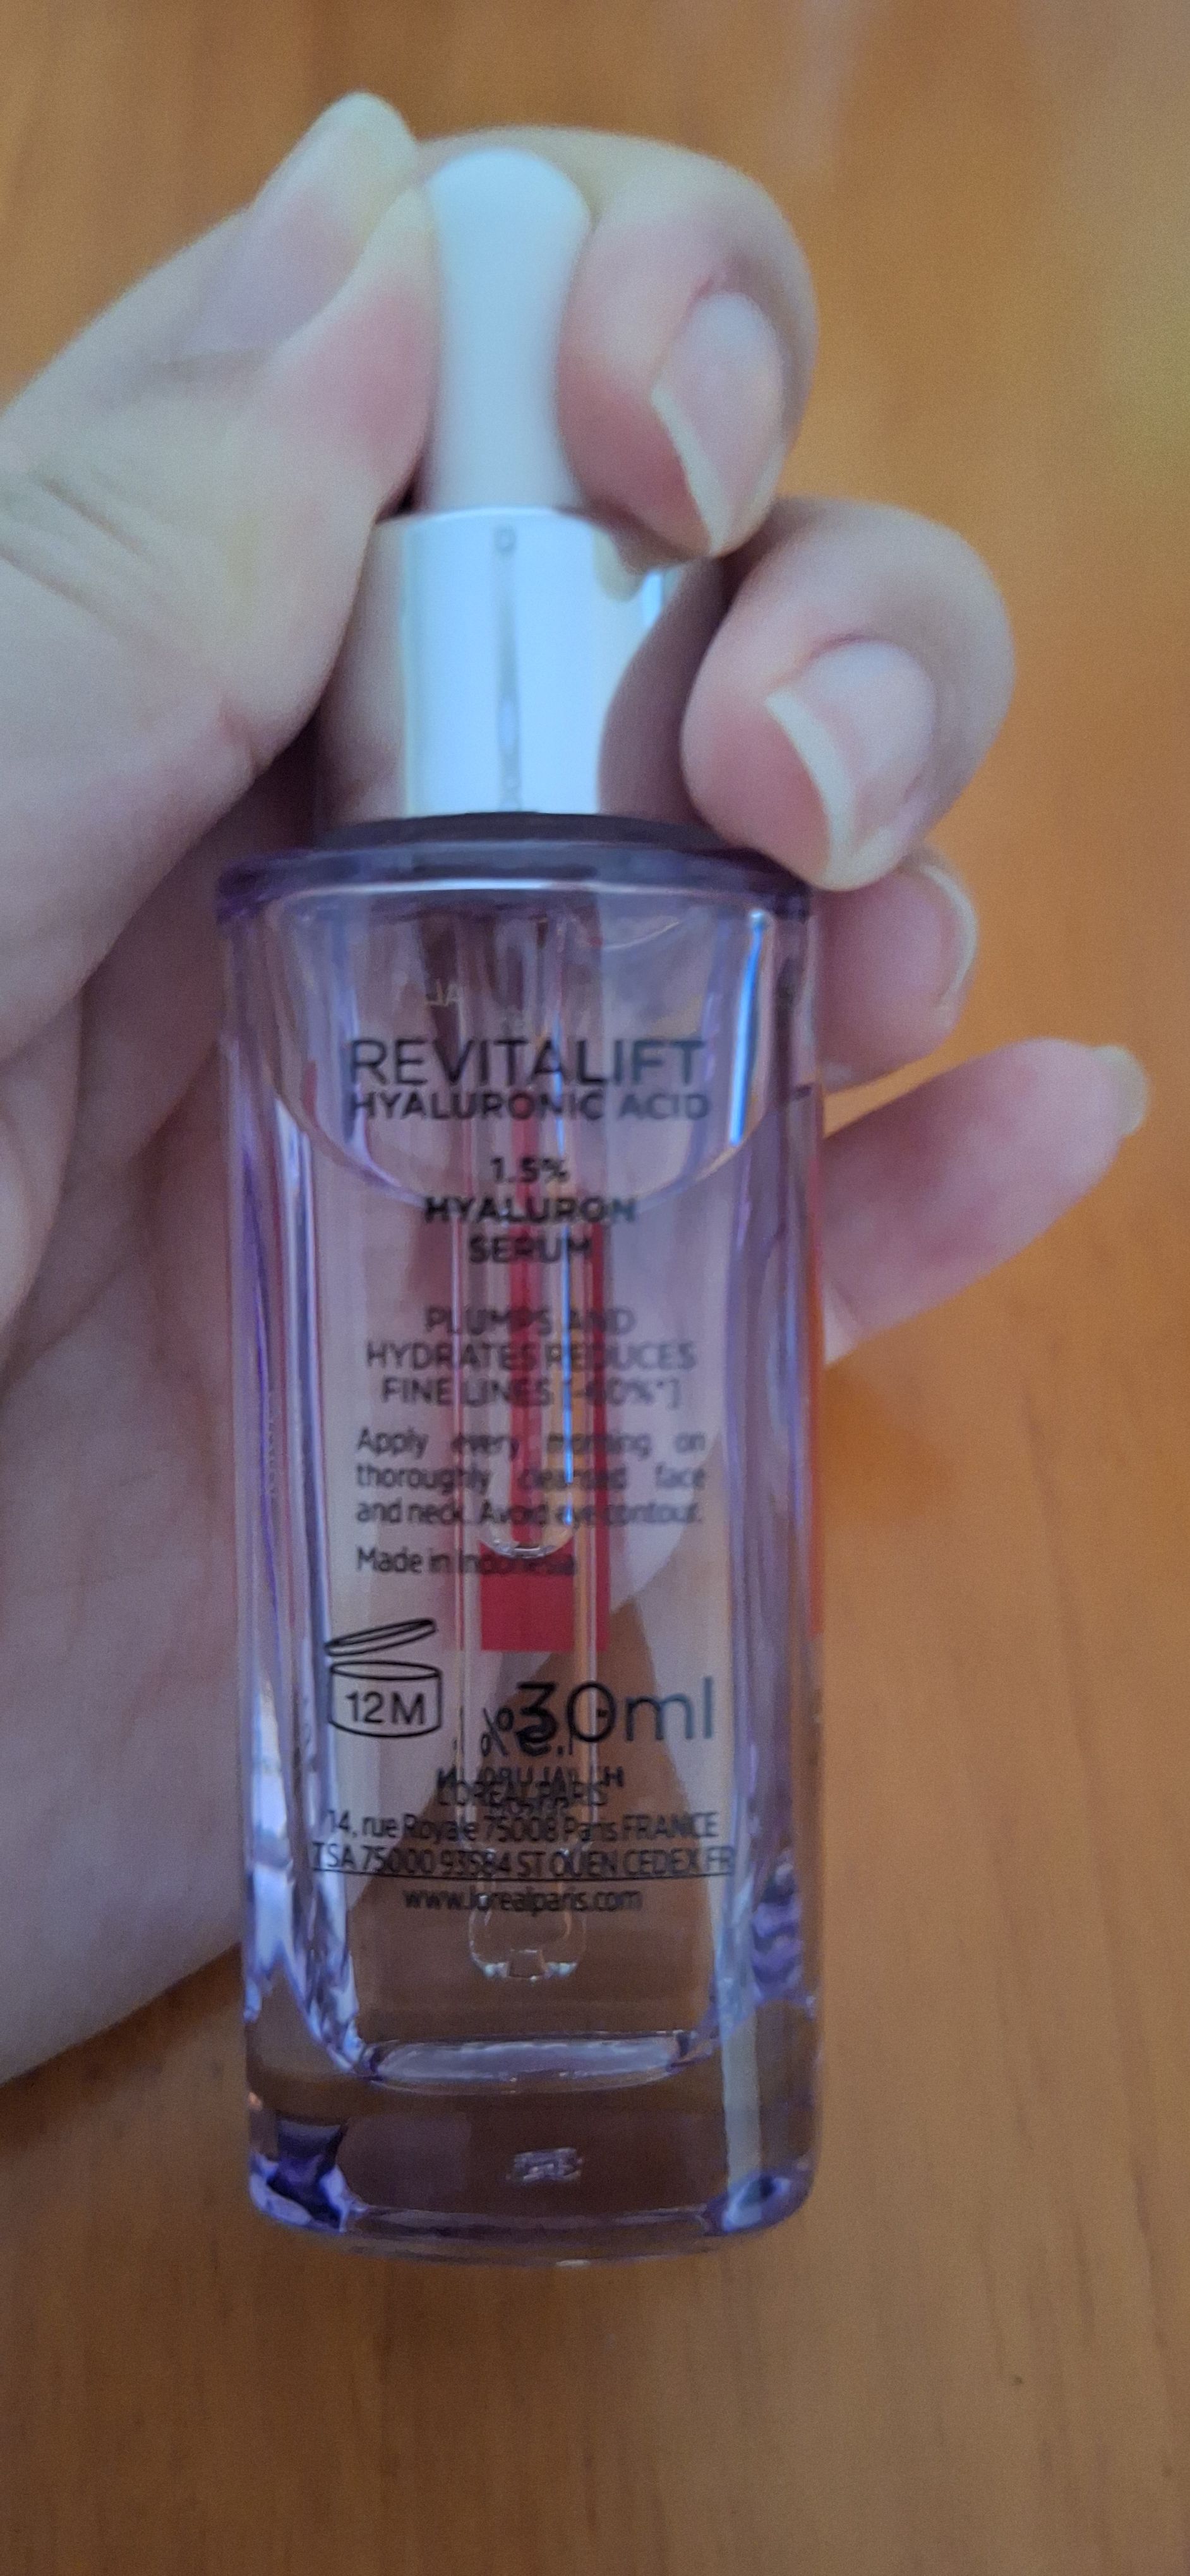 REVITALIFT
HYALURONIC ACID
1.5%
HYALURON
SERUM
PLUMPS AND
HYDRATES REDUCES
FINE LINES [-60%*]
Apply every morning on
thoroughly cleansed face
and neck. Avoid eye contour.
Made in Indonesia
12M
30ml
L'OREAL PARIS
14, rue Royale 75008 Paris FRANCE
TSA 75000 93584 ST OUEN CEDEX FR
www.lorealparis.com